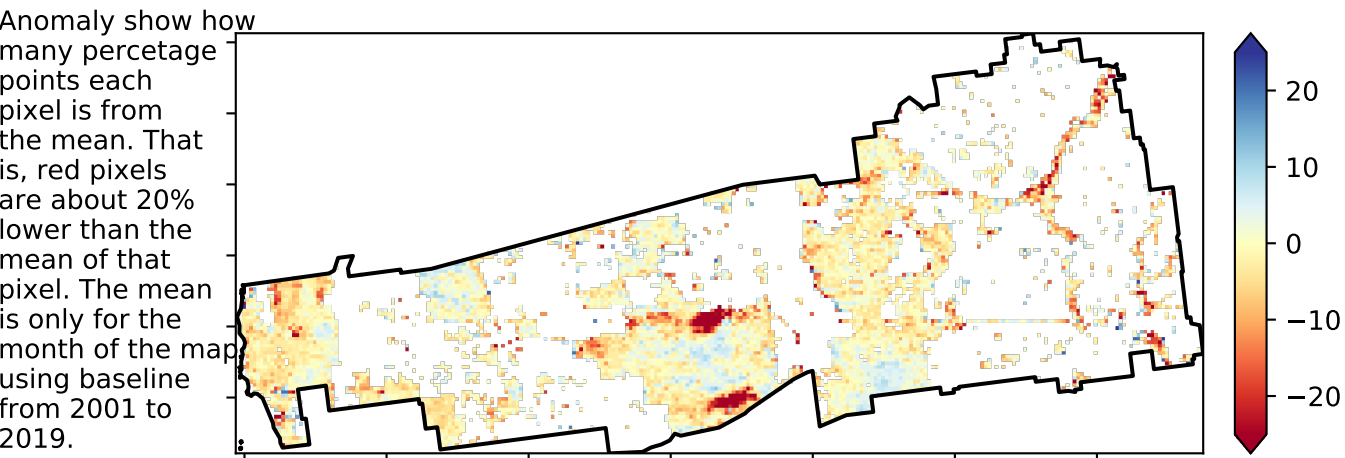 Anomaly show how
many percetage
points each
pixel is from
the mean. That
is, red pixels
are about 20%
lower than the
mean of that
pixel. The mean
is only for the
month of the map
using baseline
from 2001 to
2019.
20
10
0
−10
−20